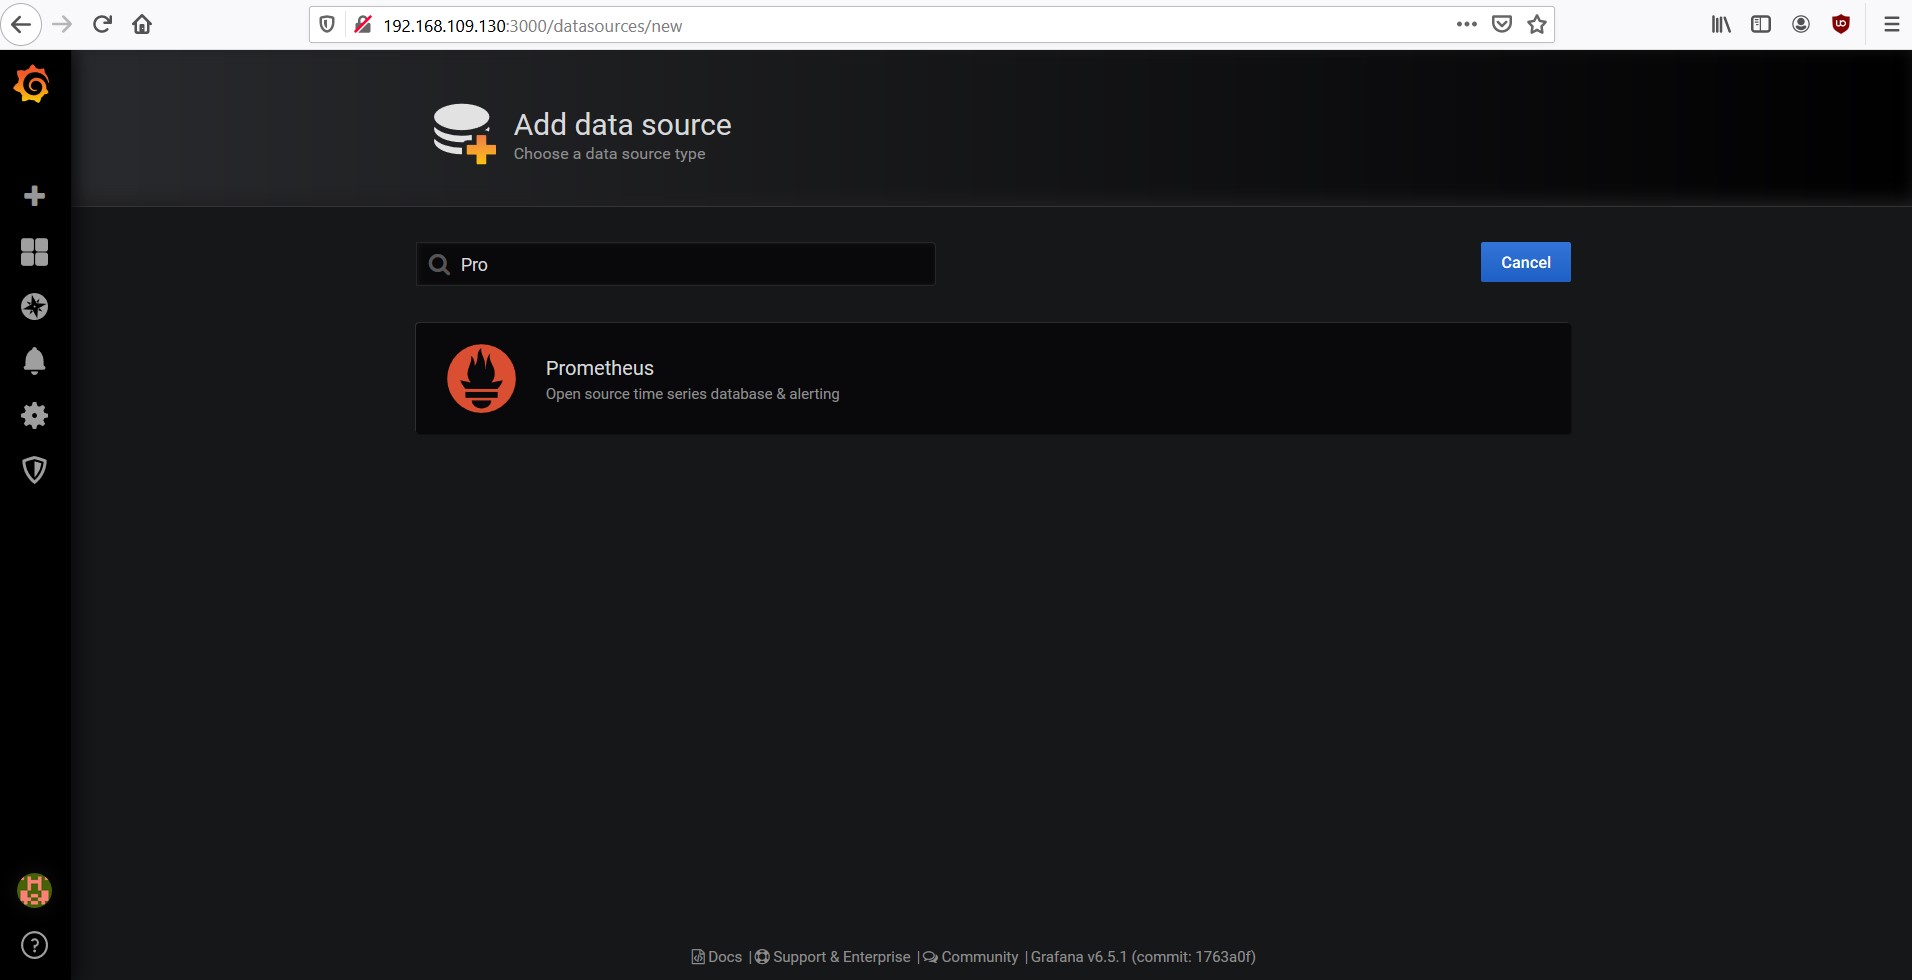 192.168.109.130:3000/datasources/new
Add data source
Choose a data source type
Pro
Cancel
Prometheus
Open source time series database & alerting
Docs | Support & Enterprise | Community | Grafana v6.5.1 (commit: 1763a0f)